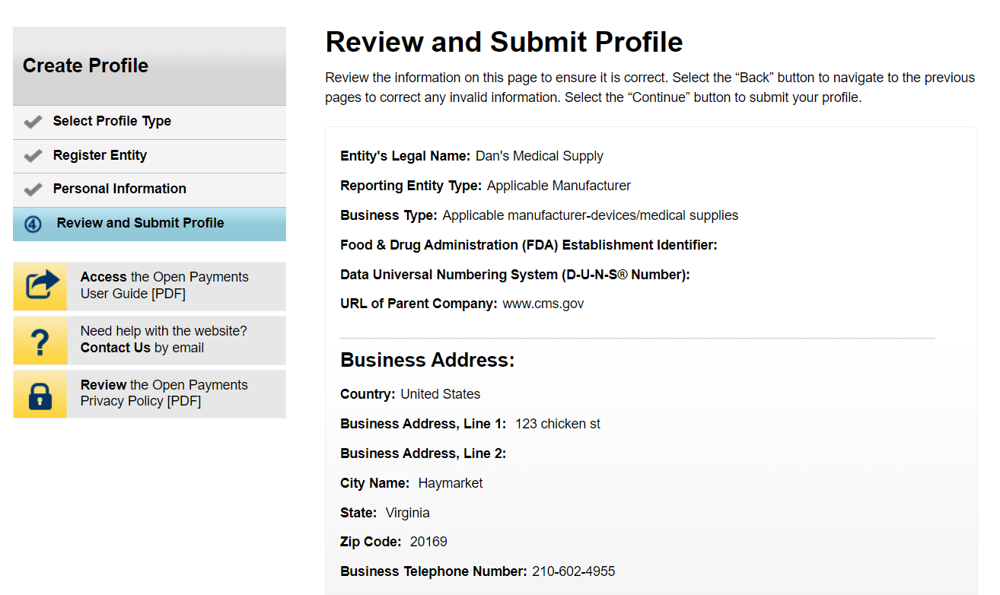 Create Profile
Select Profile Type
Register Entity
Personal Information
4 Review and Submit Profile
Access the Open Payments
User Guide [PDF]
? Need help with the website?
Contact Us by email
Review the Open Payments
Privacy Policy [PDF]
Review and Submit Profile
Review the information on this page to ensure it is correct. Select the “Back” button to navigate to the previous
pages to correct any invalid information. Select the “Continue” button to submit your profile.
Entity's Legal Name: Dan's Medical Supply
Reporting Entity Type: Applicable Manufacturer
Business Type: Applicable manufacturer-devices/medical supplies
Food & Drug Administration (FDA) Establishment Identifier:
Data Universal Numbering System (D-U-N-S® Number):
URL of Parent Company: www.cms.gov
Business Address:
Country: United States
Business Address, Line 1: 123 chicken st
Business Address, Line 2:
City Name: Haymarket
State: Virginia
Zip Code: 20169
Business Telephone Number: 210-602-4955